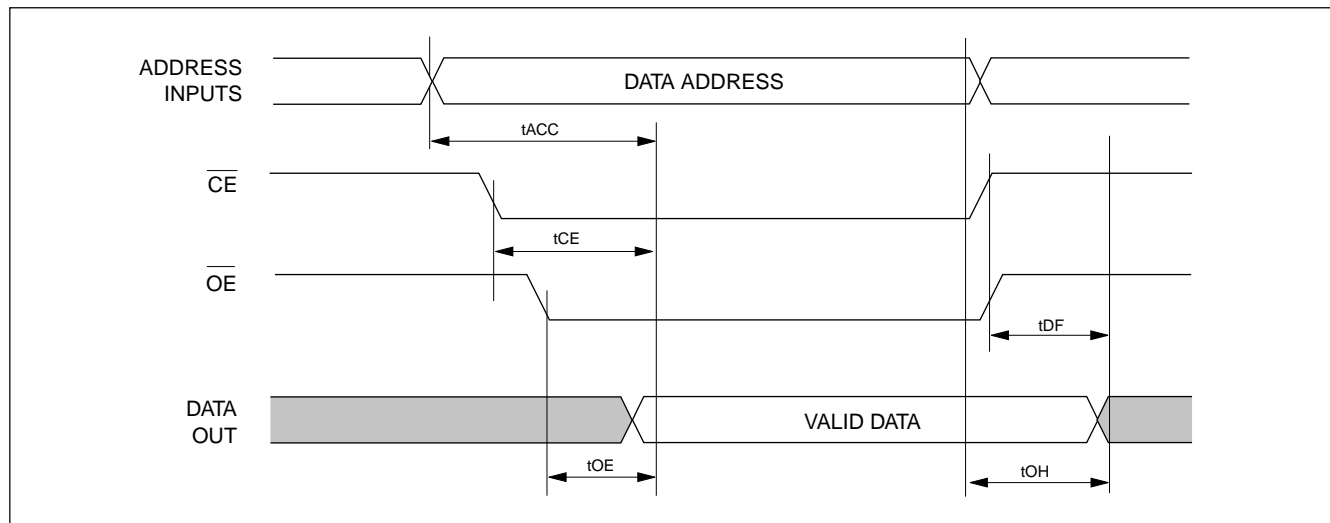 ADDRESS
INPUTS
DATA ADDRESS
tACC
CE
tCE
OE
tDF
DATA
OUT
VALID DATA
tOE
tOH